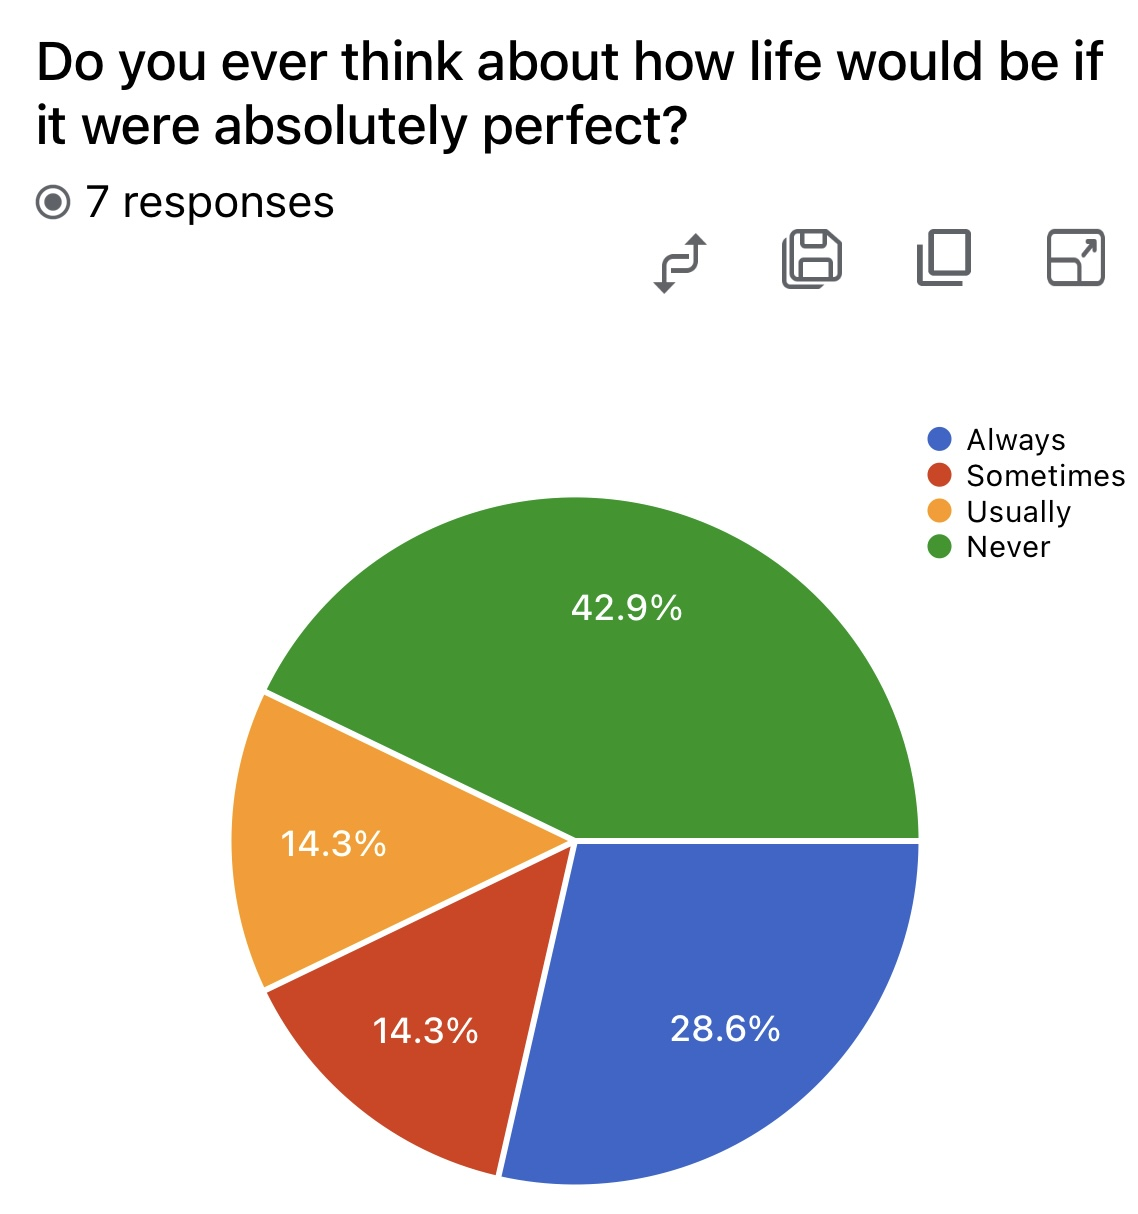 Do you ever think about how life would be if
it were absolutely perfect?
7 responses
Always
Sometimes
Usually
Never
42.9%
14.3%
14.3%
28.6%